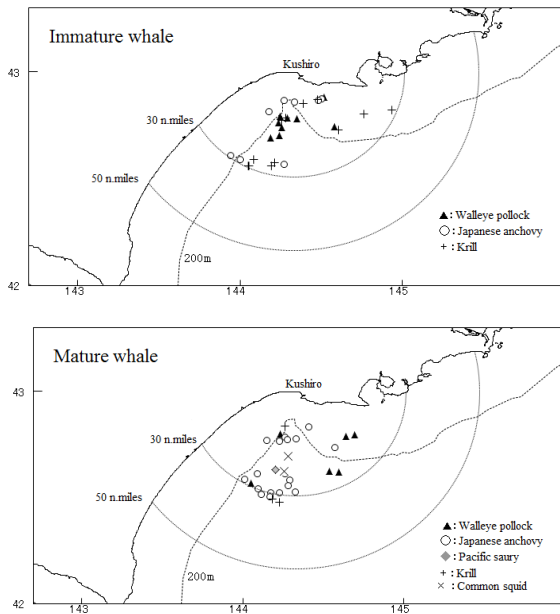 Immature whale
Kushiro
43
30 n.miles
50 n.miles
▲: Walleye pollock
○: Japanese anchovy
+: Krill
200m
42
143
144
145
Mature whale
Kushiro
43
30 n.miles
50 n.miles
▲: Walleye pollock
○: Japanese anchovy
◆: Pacific saury
+: Krill
×: Common squid
200m
42
143
144
145